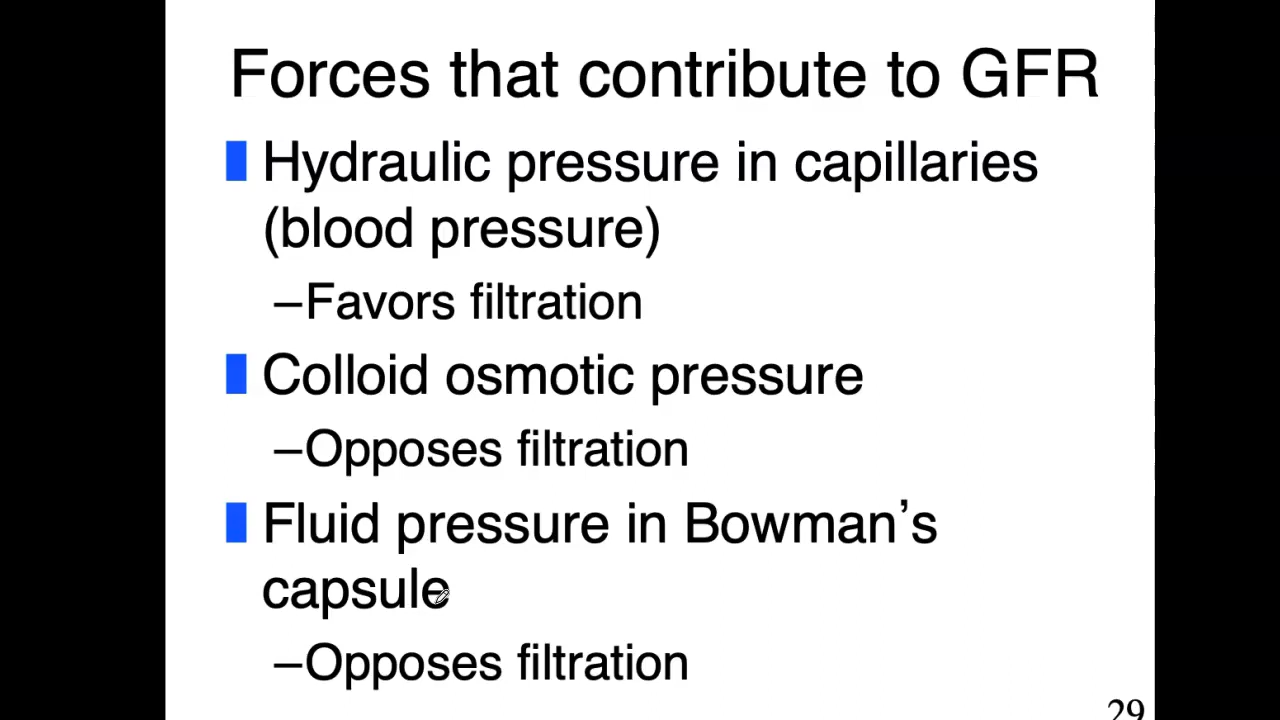 Forces that contribute to GFR
Hydraulic pressure in capillaries
(blood pressure)
–Favors filtration
Colloid osmotic pressure
–Opposes filtration
Fluid pressure in Bowman’s
capsule
–Opposes filtration
29